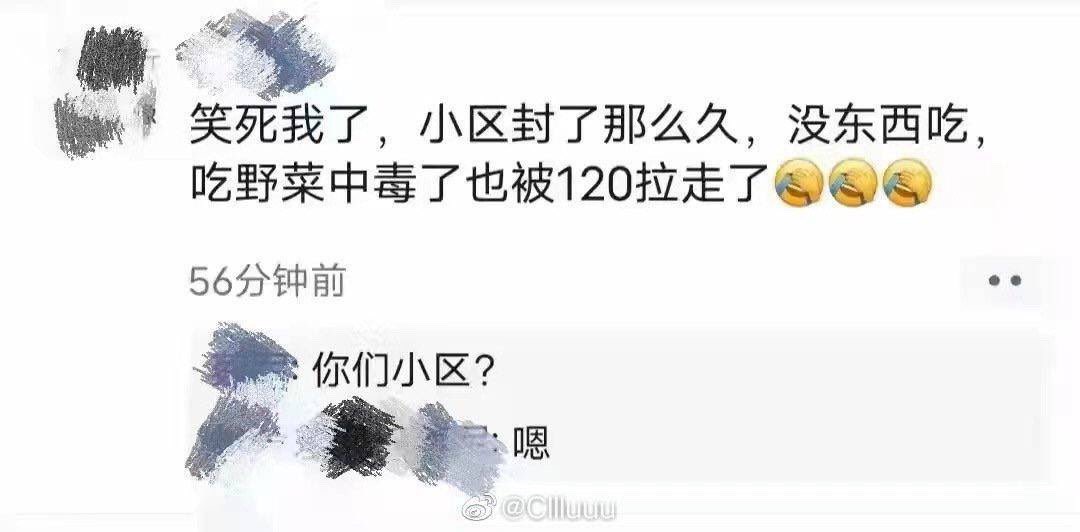 笑死我了，小区封了那么久，没东西吃，
吃野菜中毒了也被120拉走了🤦🤦🤦
56分钟前
: 你们小区？
: 嗯
@Cllluuu